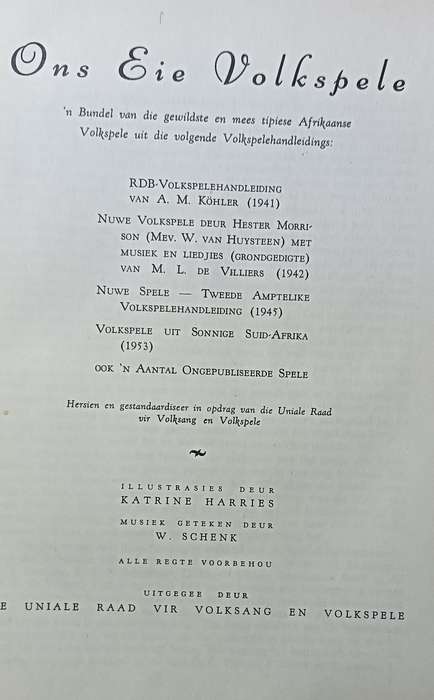 Ons Eie Volkspele
'n Bundel van die gewildste en mees tipiese Afrikaanse
Volkspele uit die volgende Volkspelehandleidings:
RDB-VOLKSPELEHANDLEIDING
VAN A. M. KÖHLER (1941)
NUWE VOLKSPELE DEUR HESTER MORRI-
SON (MEV. W. VAN HUYSTEEN) MET
MUSIEK EN LIEDJIES (GRONDGEDIGTE)
VAN M. L. DE VILLIERS (1942)
NUWE SPELE — TWEEDE AMPTELIKE
VOLKSPELEHANDLEIDING (1945)
VOLKSPELE UIT SONNIGE SUID-AFRIKA
(1953)
OOK 'N AANTAL ONGEPUBLISEERDE SPELE
Hersien en gestandaardiseer in opdrag van die Uniale Raad
vir Volksang en Volkspele
ILLUSTRASIES DEUR
KATRINE HARRIES
MUSIEK GETEKEN DEUR
W. SCHENK
ALLE REGTE VOORBEHOU
UITGEGEE DEUR
E UNIALE RAAD VIR VOLKSANG EN VOLKSPELE